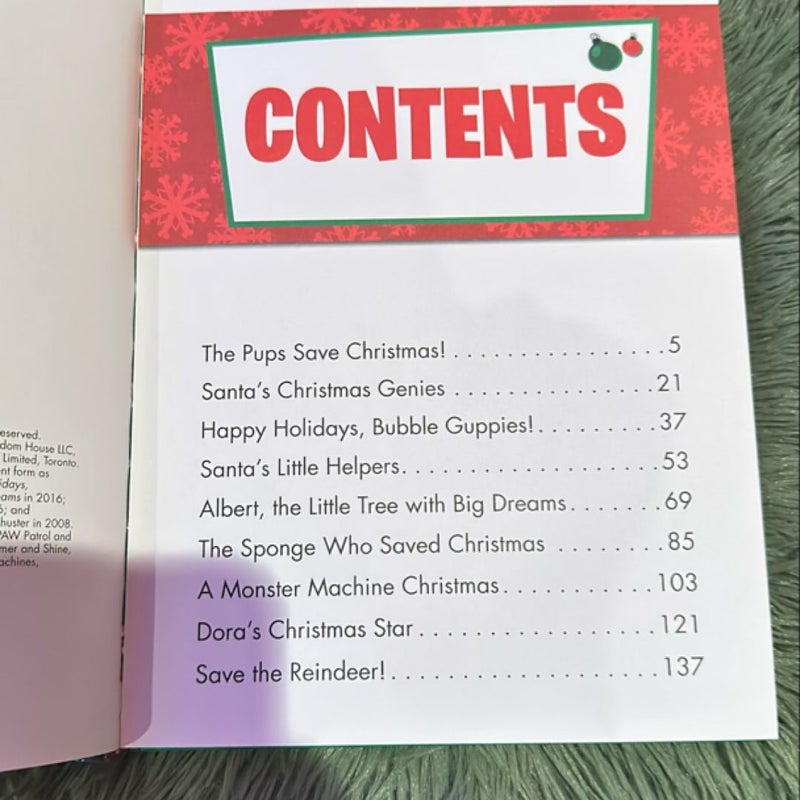 eserved.
dom House LLC,
Limited, Toronto.
nt form as
idays,
ams in 2016;
; and
huster in 2008.
PAW Patrol and
mer and Shine,
achines,
CONTENTS
The Pups Save Christmas! . . . . . . . . . . . . . . . . . 5
Santa's Christmas Genies . . . . . . . . . . . . . . . . 21
Happy Holidays, Bubble Guppies! . . . . . . . . . 37
Santa's Little Helpers. . . . . . . . . . . . . . . . . . . . . 53
Albert, the Little Tree with Big Dreams . . . . . . . 69
The Sponge Who Saved Christmas . . . . . . . . 85
A Monster Machine Christmas . . . . . . . . . . . . 103
Dora's Christmas Star . . . . . . . . . . . . . . . . . . . 121
Save the Reindeer! . . . . . . . . . . . . . . . . . . . . . 137